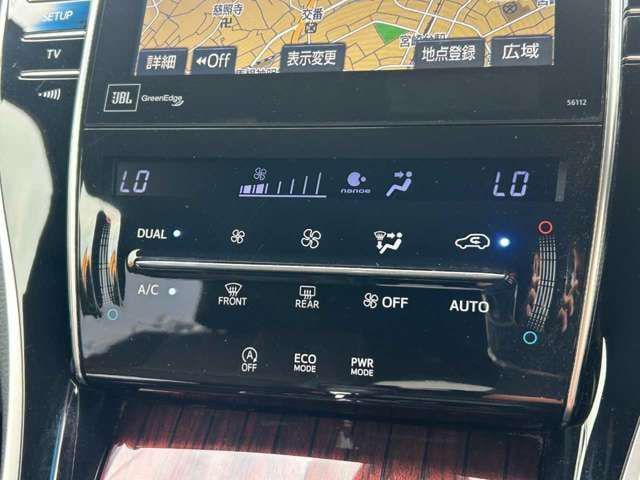 慈照寺
交番
SETUP
TV
詳細
Off
表示変更
地点登録
広域
JBL GreenEdge
56112
LO
nanoe
LO
DUAL
A/C
FRONT
REAR
OFF
AUTO
A
OFF
ECO
MODE
PWR
MODE